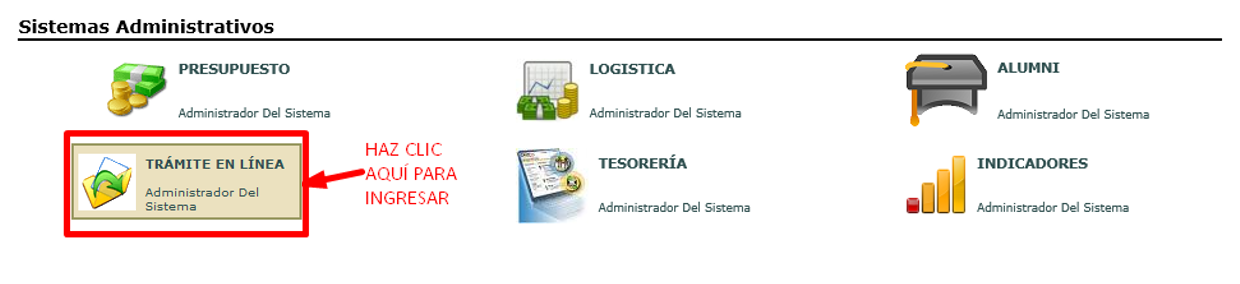 Sistemas Administrativos
PRESUPUESTO
Administrador Del Sistema
LOGISTICA
Administrador Del Sistema
ALUMNI
Administrador Del Sistema
TRÁMITE EN LÍNEA
Administrador Del
Sistema
HAZ CLIC
AQUÍ PARA
INGRESAR
TESORERÍA
Administrador Del Sistema
INDICADORES
Administrador Del Sistema